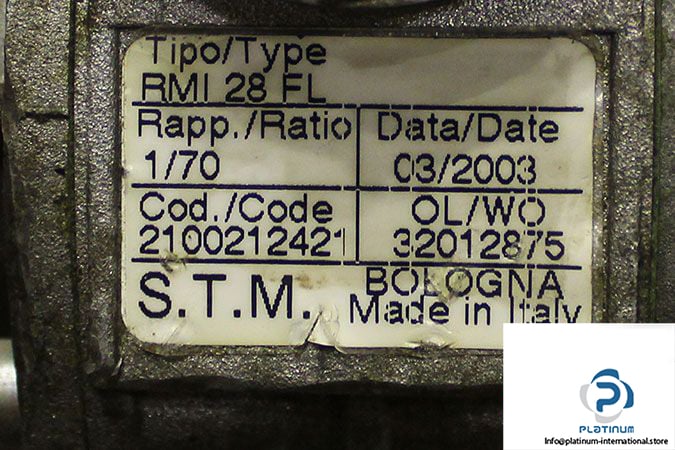 Tipo/Type
RMI 28 FL
Rapp./Ratio Data/Date
1/70 03/2003
Cod./Code OL/WO
2100212421 32012875
S.T.M. BOLOGNA
Made in Italy
PLATINUM
Info@platinum-international.store